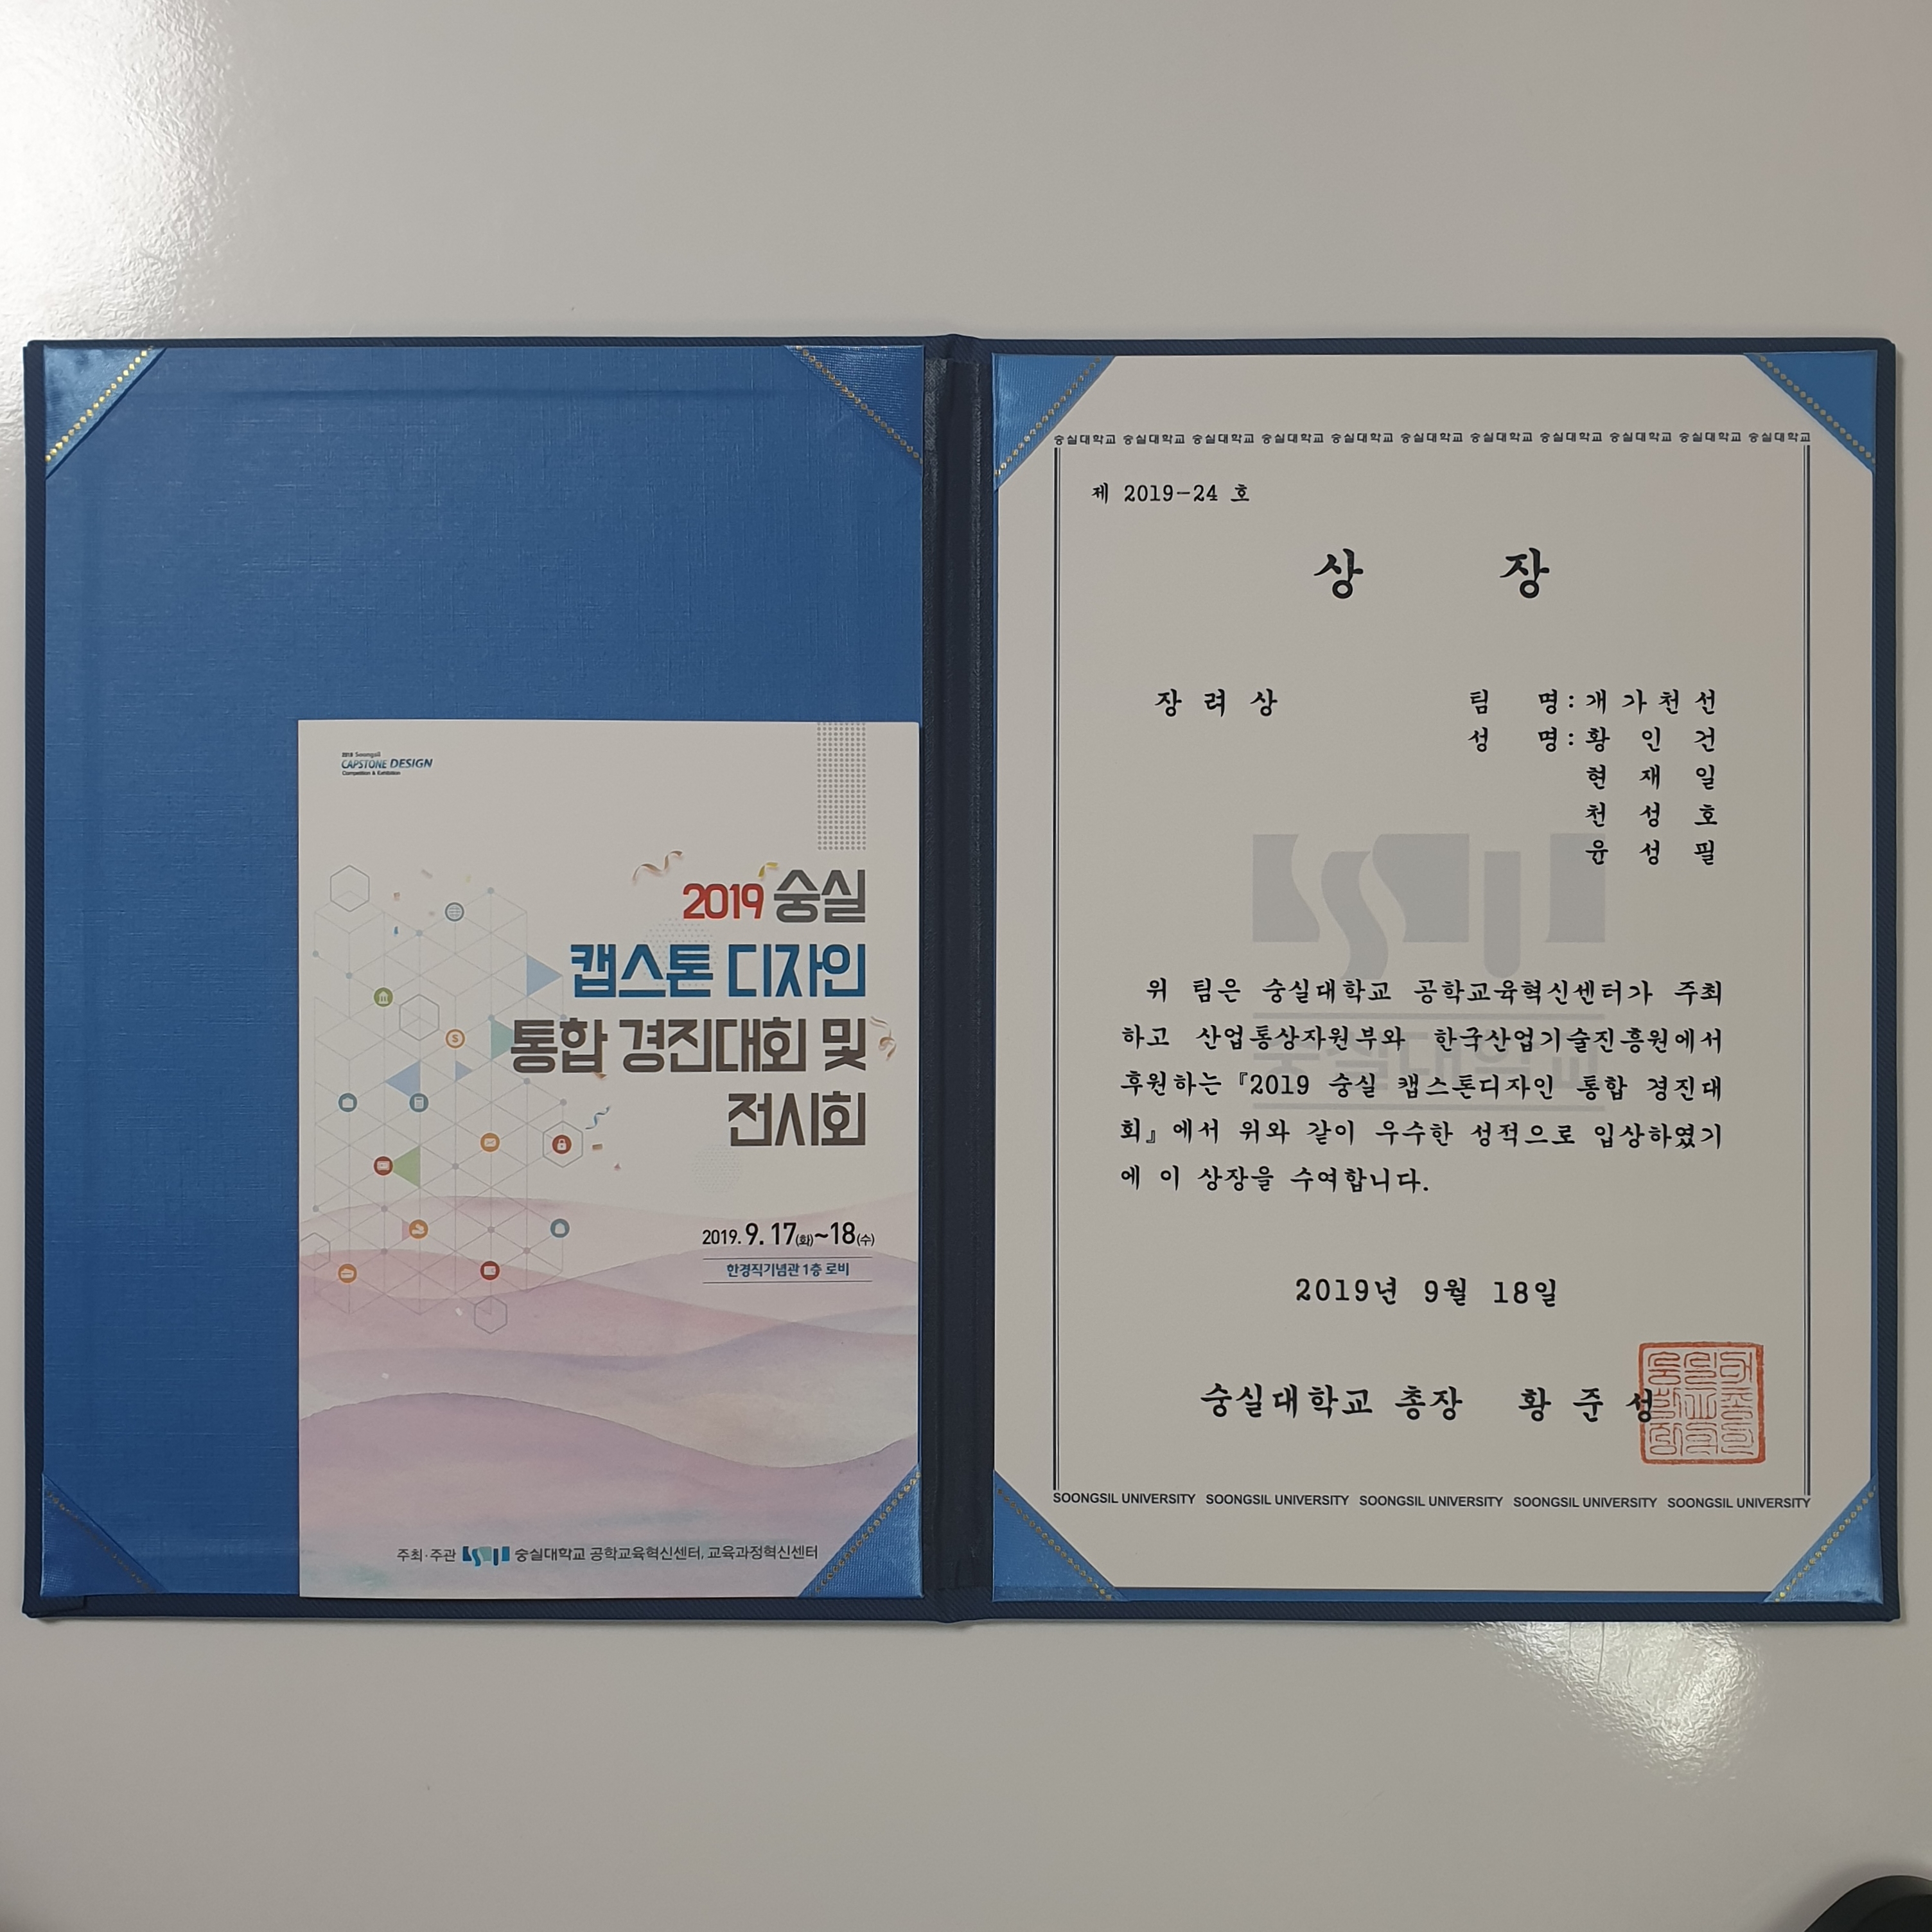 2019 Soongsil
CAPSTONE DESIGN
Competition & Exhibition
2019 숭실
캡스톤 디자인
통합 경진대회 및
전시회
2019. 9. 17(화)~18(수)
한경직기념관 1층 로비
주최·주관 숭실대학교 공학교육혁신센터, 교육과정혁신센터
숭실대학교 숭실대학교 숭실대학교 숭실대학교 숭실대학교 숭실대학교 숭실대학교 숭실대학교 숭실대학교 숭실대학교 숭실대학교
제 2019-24 호
상 장
장 려 상 팀 명 : 개 가 천 선
성 명 : 황 인 건
현 재 일
천 성 호
윤 성 필
위 팀은 숭실대학교 공학교육혁신센터가 주최
하고 산업통상자원부와 한국산업기술진흥원에서
후원하는 『2019 숭실 캡스톤디자인 통합 경진대
회』에서 위와 같이 우수한 성적으로 입상하였기
에 이 상장을 수여합니다.
숭실대학교
2019년 9월 18일
숭실대학교 총장 황 준 성
SOONGSIL UNIVERSITY SOONGSIL UNIVERSITY SOONGSIL UNIVERSITY SOONGSIL UNIVERSITY SOONGSIL UNIVERSITY